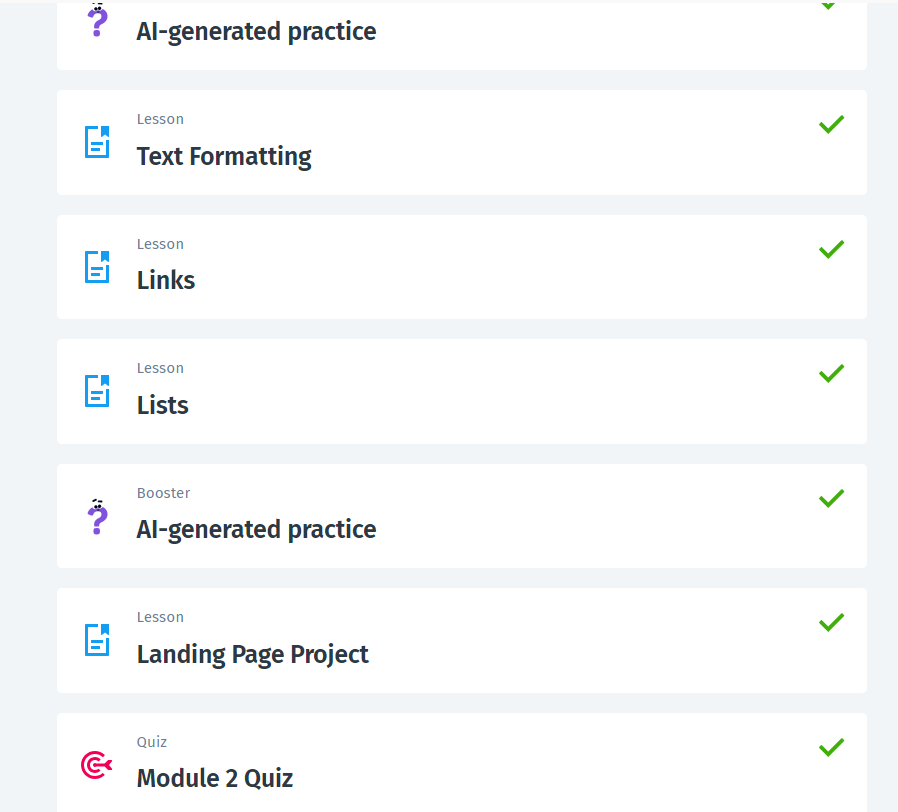 AI-generated practice
Lesson
Text Formatting
Lesson
Links
Lesson
Lists
Booster
AI-generated practice
Lesson
Landing Page Project
Quiz
Module 2 Quiz